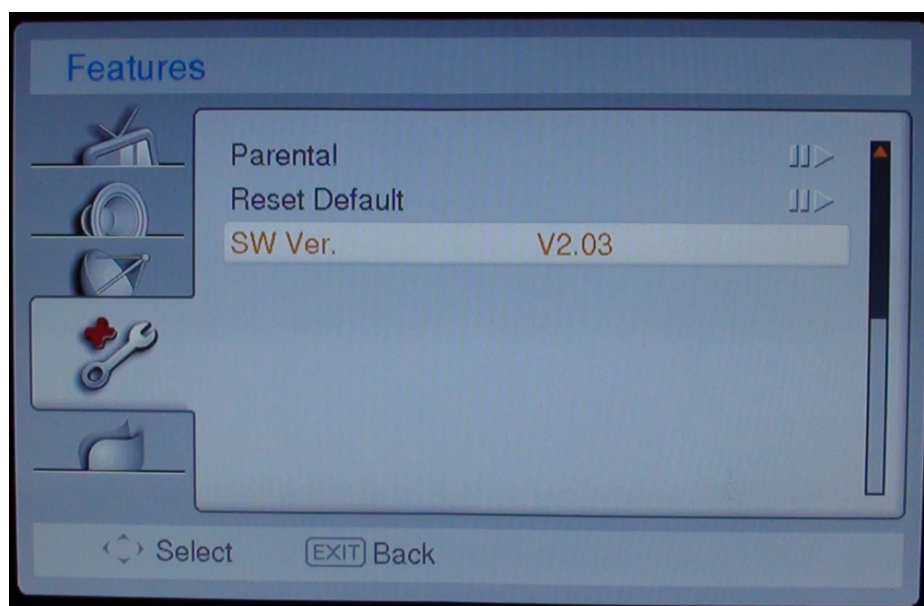 Features
Parental
Reset Default
SW Ver. V2.03
Select EXIT Back